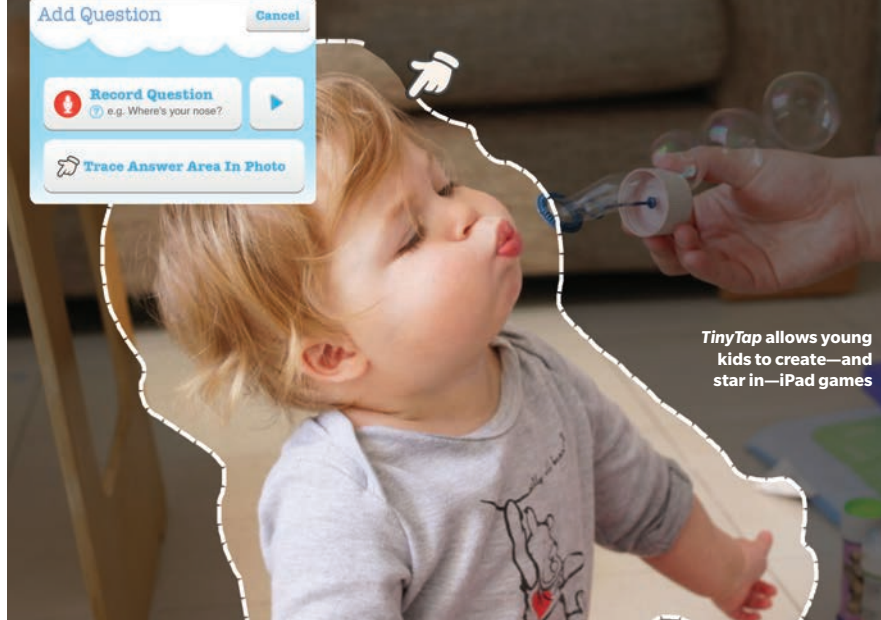 Add Question
Cancel
Record Question
? e.g. Where's your nose?
Trace Answer Area In Photo
TinyTap allows young
kids to create—and
star in—iPad games